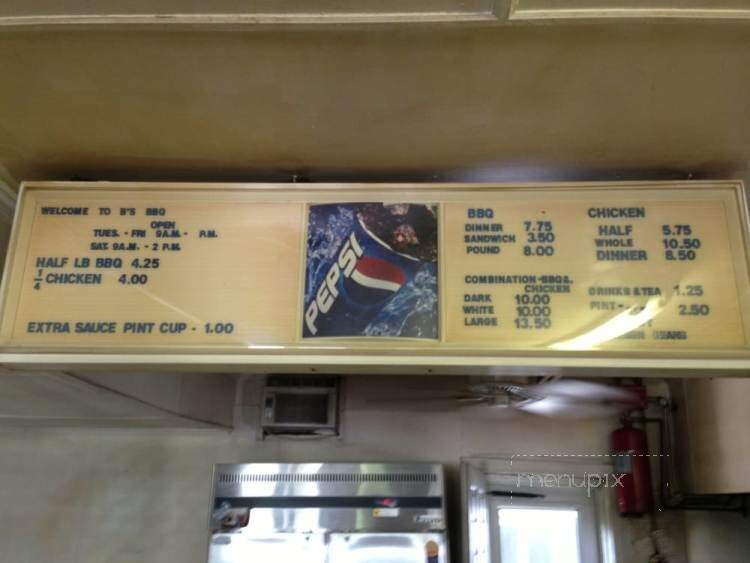 WELCOME TO B'S BBQ
OPEN
TUES. - FRI 9A.M. - P.M.
SAT. 9A.M. - 2 P.M.
HALF LB BBQ 4.25
1/4 CHICKEN 4.00
EXTRA SAUCE PINT CUP - 1.00
PEPSI
BBQ
DINNER 7.75
SANDWICH 3.50
POUND 8.00
COMBINATION-BBQ&
CHICKEN
DARK 10.00
WHITE 10.00
LARGE 13.50
CHICKEN
HALF 5.75
WHOLE 10.50
DINNER 8.50
DRINKS & TEA 1.25
PINT 2.50
menupix